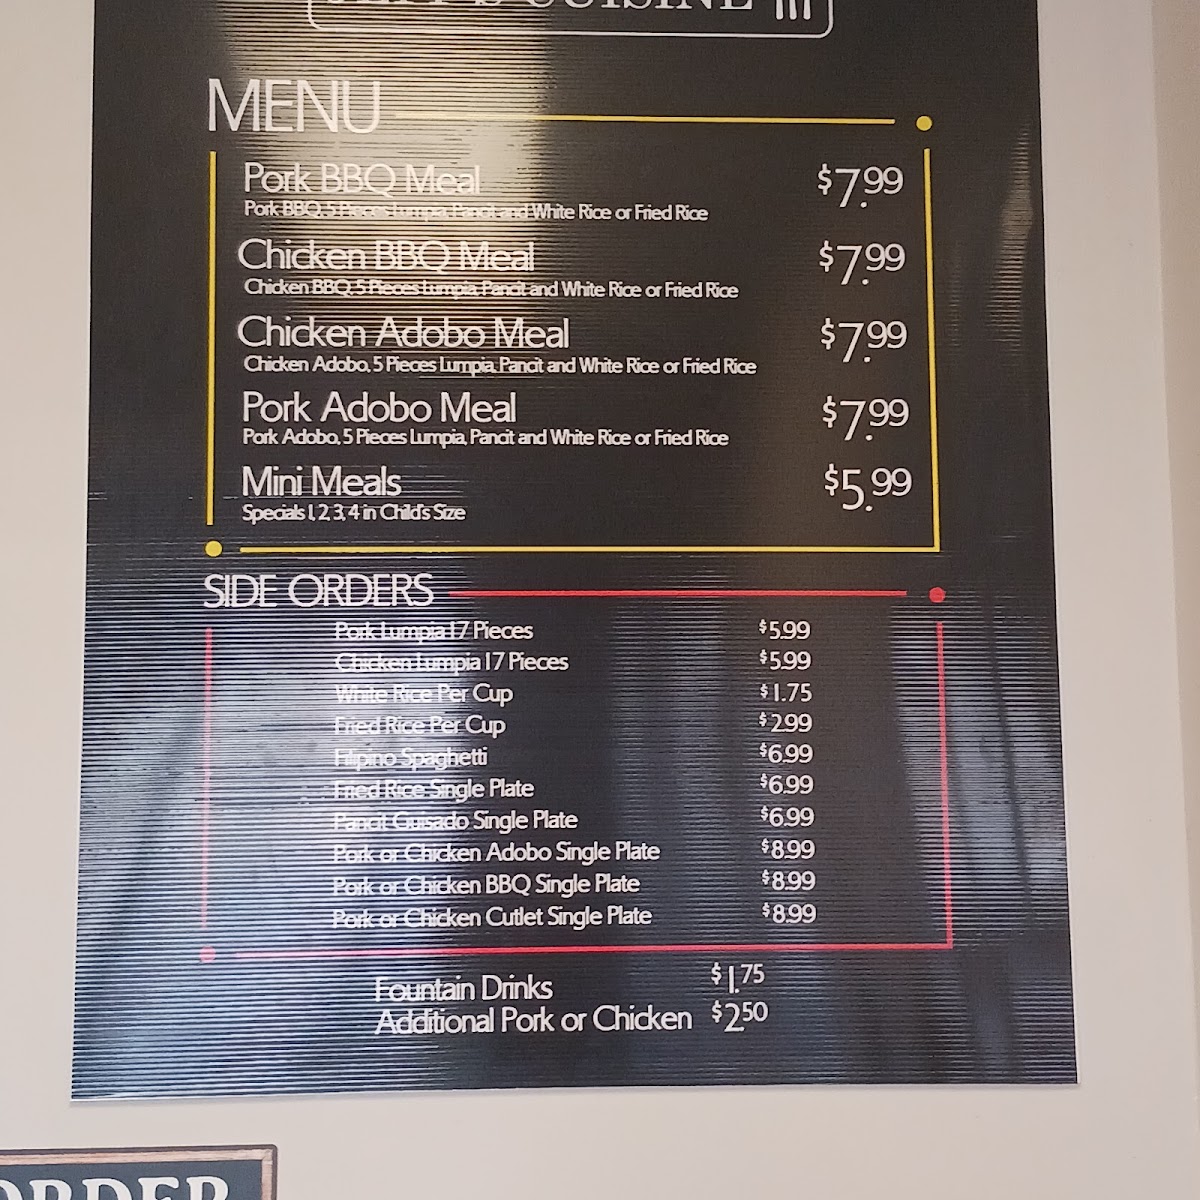 CUISINE
MENU
Pork BBQ Meal $7.99
Pork BBQ, 5 Pieces Lumpia, Pancit and White Rice or Fried Rice
Chicken BBQ Meal $7.99
Chicken BBQ, 5 Pieces Lumpia, Pancit and White Rice or Fried Rice
Chicken Adobo Meal $7.99
Chicken Adobo, 5 Pieces Lumpia, Pancit and White Rice or Fried Rice
Pork Adobo Meal $7.99
Pork Adobo, 5 Pieces Lumpia, Pancit and White Rice or Fried Rice
Mini Meals $5.99
Specials 1, 2, 3, 4 in Child's Size
SIDE ORDERS
Pork Lumpia 17 Pieces $5.99
Chicken Lumpia 17 Pieces $5.99
White Rice Per Cup $1.75
Fried Rice Per Cup $2.99
Filipino Spaghetti $6.99
Fried Rice Single Plate $6.99
Pancit Guisado Single Plate $6.99
Pork or Chicken Adobo Single Plate $8.99
Pork or Chicken BBQ Single Plate $8.99
Pork or Chicken Cutlet Single Plate $8.99
Fountain Drinks $1.75
Additional Pork or Chicken $2.50
ORDER